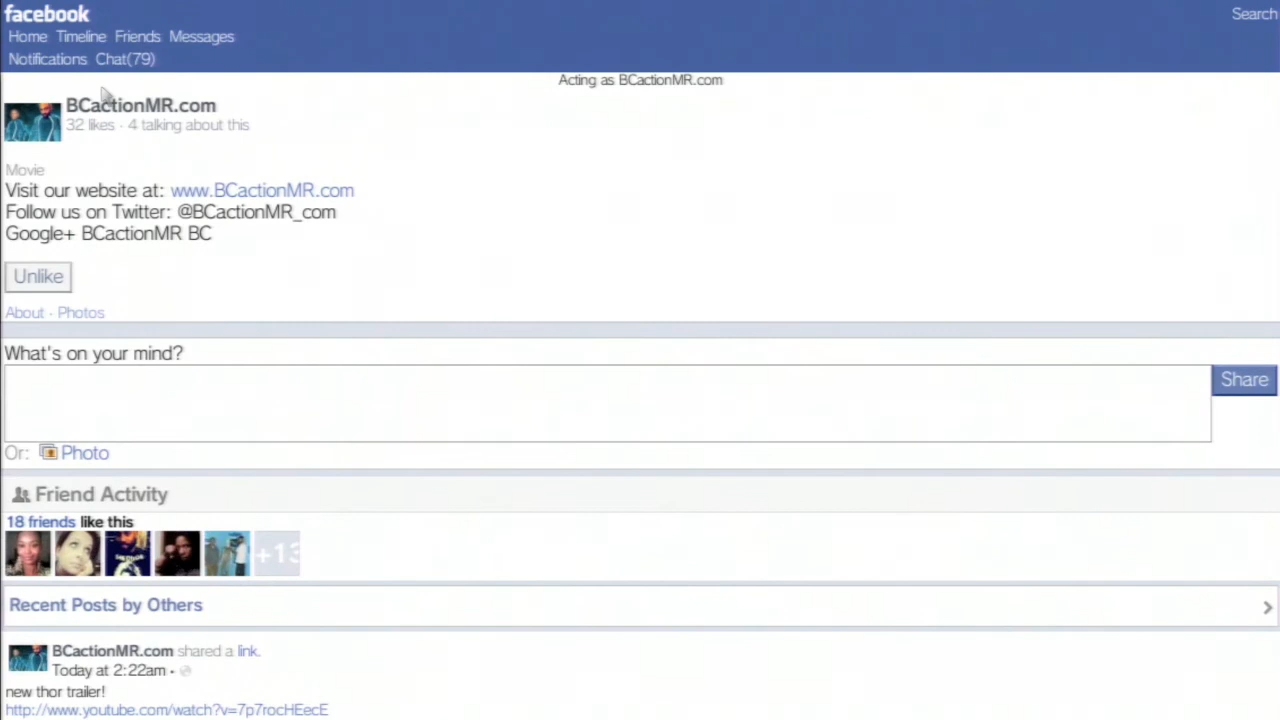 facebook
Search
Home Timeline Friends Messages
Notifications Chat(79)
Acting as BCactionMR.com
BCactionMR.com
32 likes · 4 talking about this
Movie
Visit our website at: www.BCactionMR.com
Follow us on Twitter: @BCactionMR_com
Google+ BCactionMR BC
Unlike
About · Photos
What's on your mind?
Share
Or: Photo
Friend Activity
18 friends like this
+13
Recent Posts by Others
BCactionMR.com shared a link.
Today at 2:22am ·
new thor trailer!
http://www.youtube.com/watch?v=7p7rocHEecE